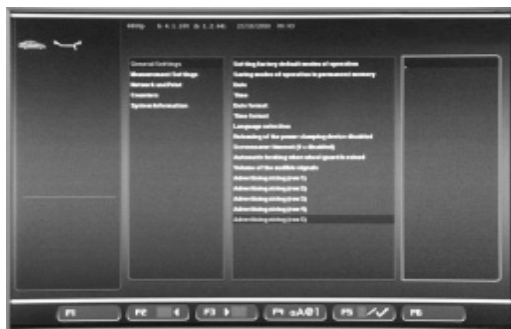 General Settings
Measurement Settings
Network and Print
Counters
System Information
Setting factory default modes of operation
Saving modes of operation in permanent memory
Date
Time
Date format
Time format
Language selection
Releasing of the power clamping device disabled
Screensaver timeout (0 = disabled)
Automatic braking when wheel guard is raised
Volume of the audible signals
Advertising string (row 1)
Advertising string (row 2)
Advertising string (row 3)
Advertising string (row 4)
Advertising string (row 5)
F1
F2
F3
F4 aA@1
F5
F6